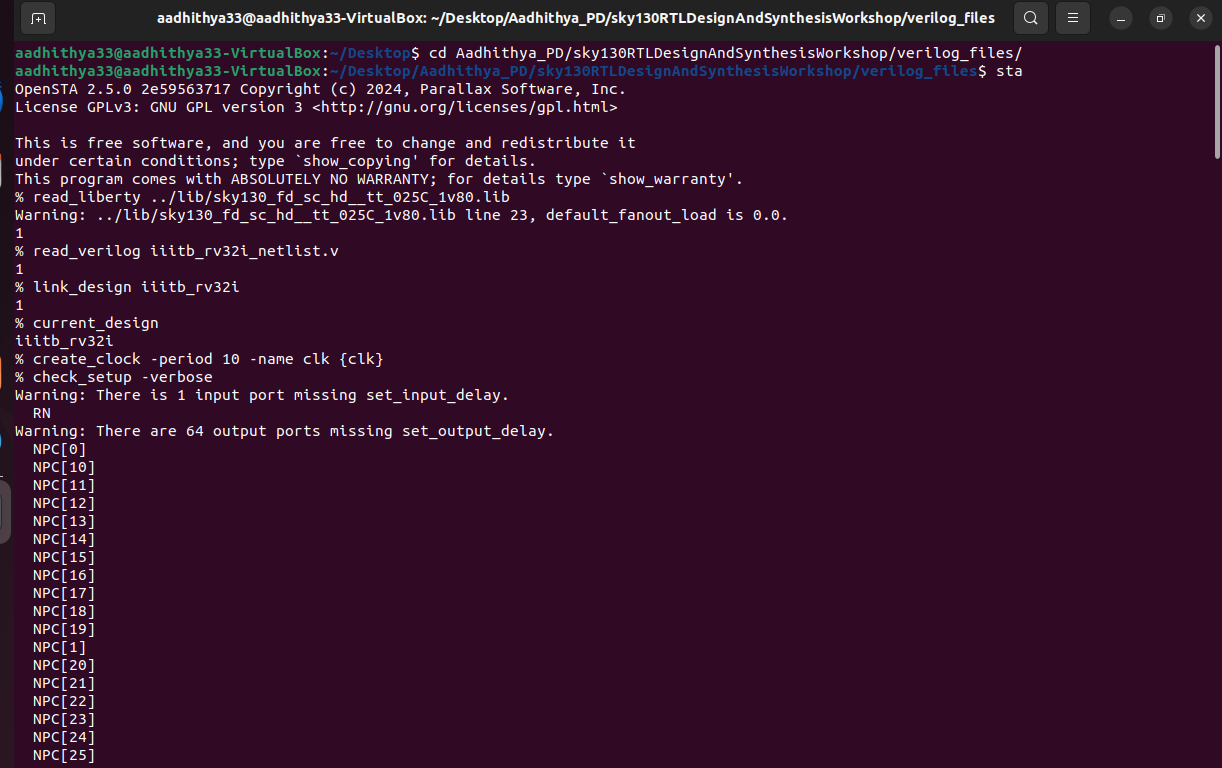 aadhithya33@aadhithya33-VirtualBox: ~/Desktop/Aadhithya_PD/sky130RTLDesignAndSynthesisWorkshop/verilog_files
aadhithya33@aadhithya33-VirtualBox:~/Desktop$ cd Aadhithya_PD/sky130RTLDesignAndSynthesisWorkshop/verilog_files/
aadhithya33@aadhithya33-VirtualBox:~/Desktop/Aadhithya_PD/sky130RTLDesignAndSynthesisWorkshop/verilog_files$ sta
OpenSTA 2.5.0 2e59563717 Copyright (c) 2024, Parallax Software, Inc.
License GPLv3: GNU GPL version 3 <http://gnu.org/licenses/gpl.html>

This is free software, and you are free to change and redistribute it
under certain conditions; type `show_copying' for details.
This program comes with ABSOLUTELY NO WARRANTY; for details type `show_warranty'.
% read_liberty ../lib/sky130_fd_sc_hd__tt_025C_1v80.lib
Warning: ../lib/sky130_fd_sc_hd__tt_025C_1v80.lib line 23, default_fanout_load is 0.0.
1
% read_verilog iiitb_rv32i_netlist.v
1
% link_design iiitb_rv32i
1
% current_design
iiitb_rv32i
% create_clock -period 10 -name clk {clk}
% check_setup -verbose
Warning: There is 1 input port missing set_input_delay.
  RN
Warning: There are 64 output ports missing set_output_delay.
  NPC[0]
  NPC[10]
  NPC[11]
  NPC[12]
  NPC[13]
  NPC[14]
  NPC[15]
  NPC[16]
  NPC[17]
  NPC[18]
  NPC[19]
  NPC[1]
  NPC[20]
  NPC[21]
  NPC[22]
  NPC[23]
  NPC[24]
  NPC[25]